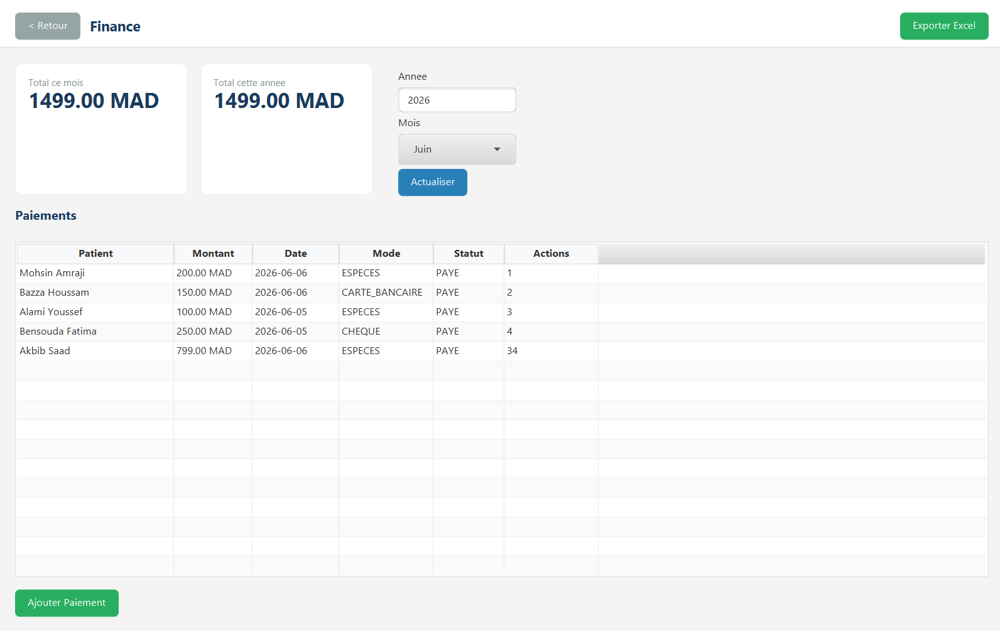 < Retour Finance Exporter Excel
Total ce mois
1499.00 MAD
Total cette annee
1499.00 MAD
Annee
2026
Mois
Juin
Actualiser
Paiements
Patient Montant Date Mode Statut Actions
Mohsin Amraji 200.00 MAD 2026-06-06 ESPECES PAYE 1
Bazza Houssam 150.00 MAD 2026-06-06 CARTE_BANCAIRE PAYE 2
Alami Youssef 100.00 MAD 2026-06-05 ESPECES PAYE 3
Bensouda Fatima 250.00 MAD 2026-06-05 CHEQUE PAYE 4
Akbib Saad 799.00 MAD 2026-06-06 ESPECES PAYE 34
Ajouter Paiement